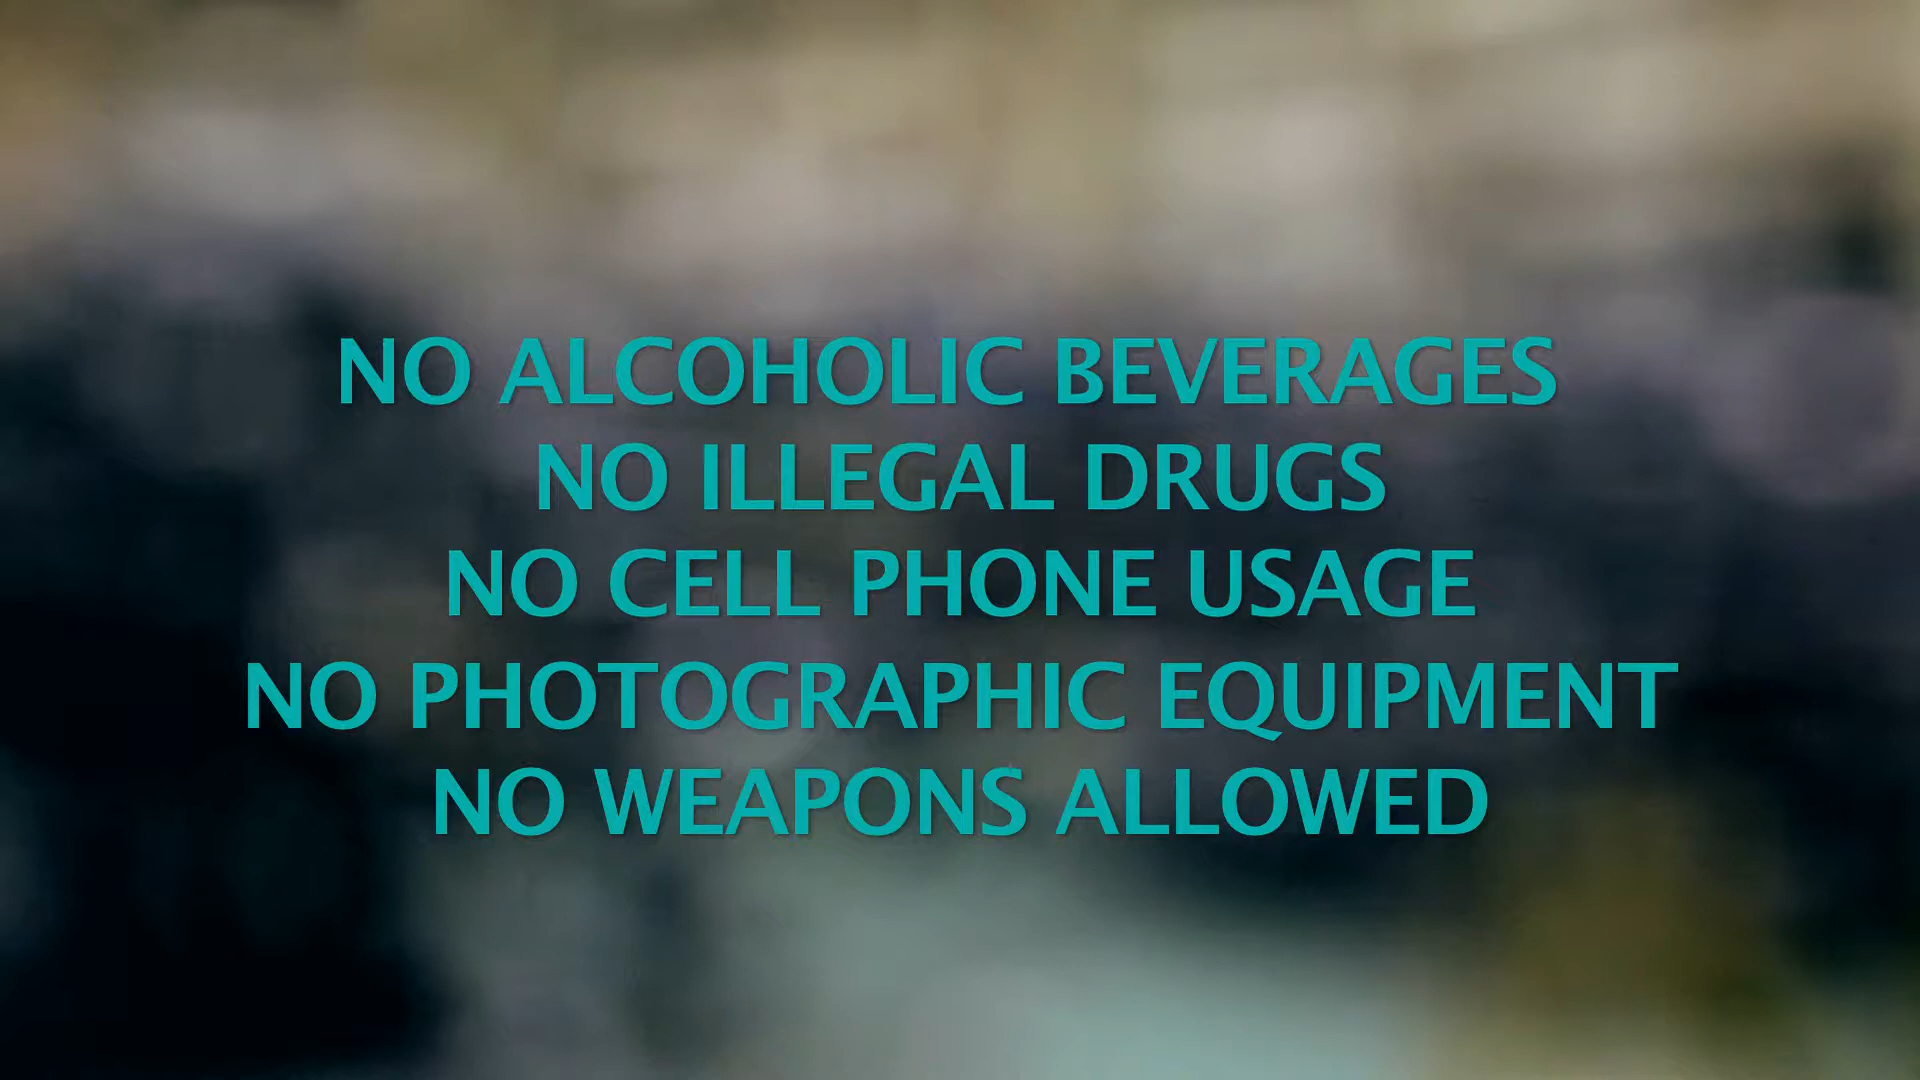 NO ALCOHOLIC BEVERAGES
NO ILLEGAL DRUGS
NO CELL PHONE USAGE
NO PHOTOGRAPHIC EQUIPMENT
NO WEAPONS ALLOWED